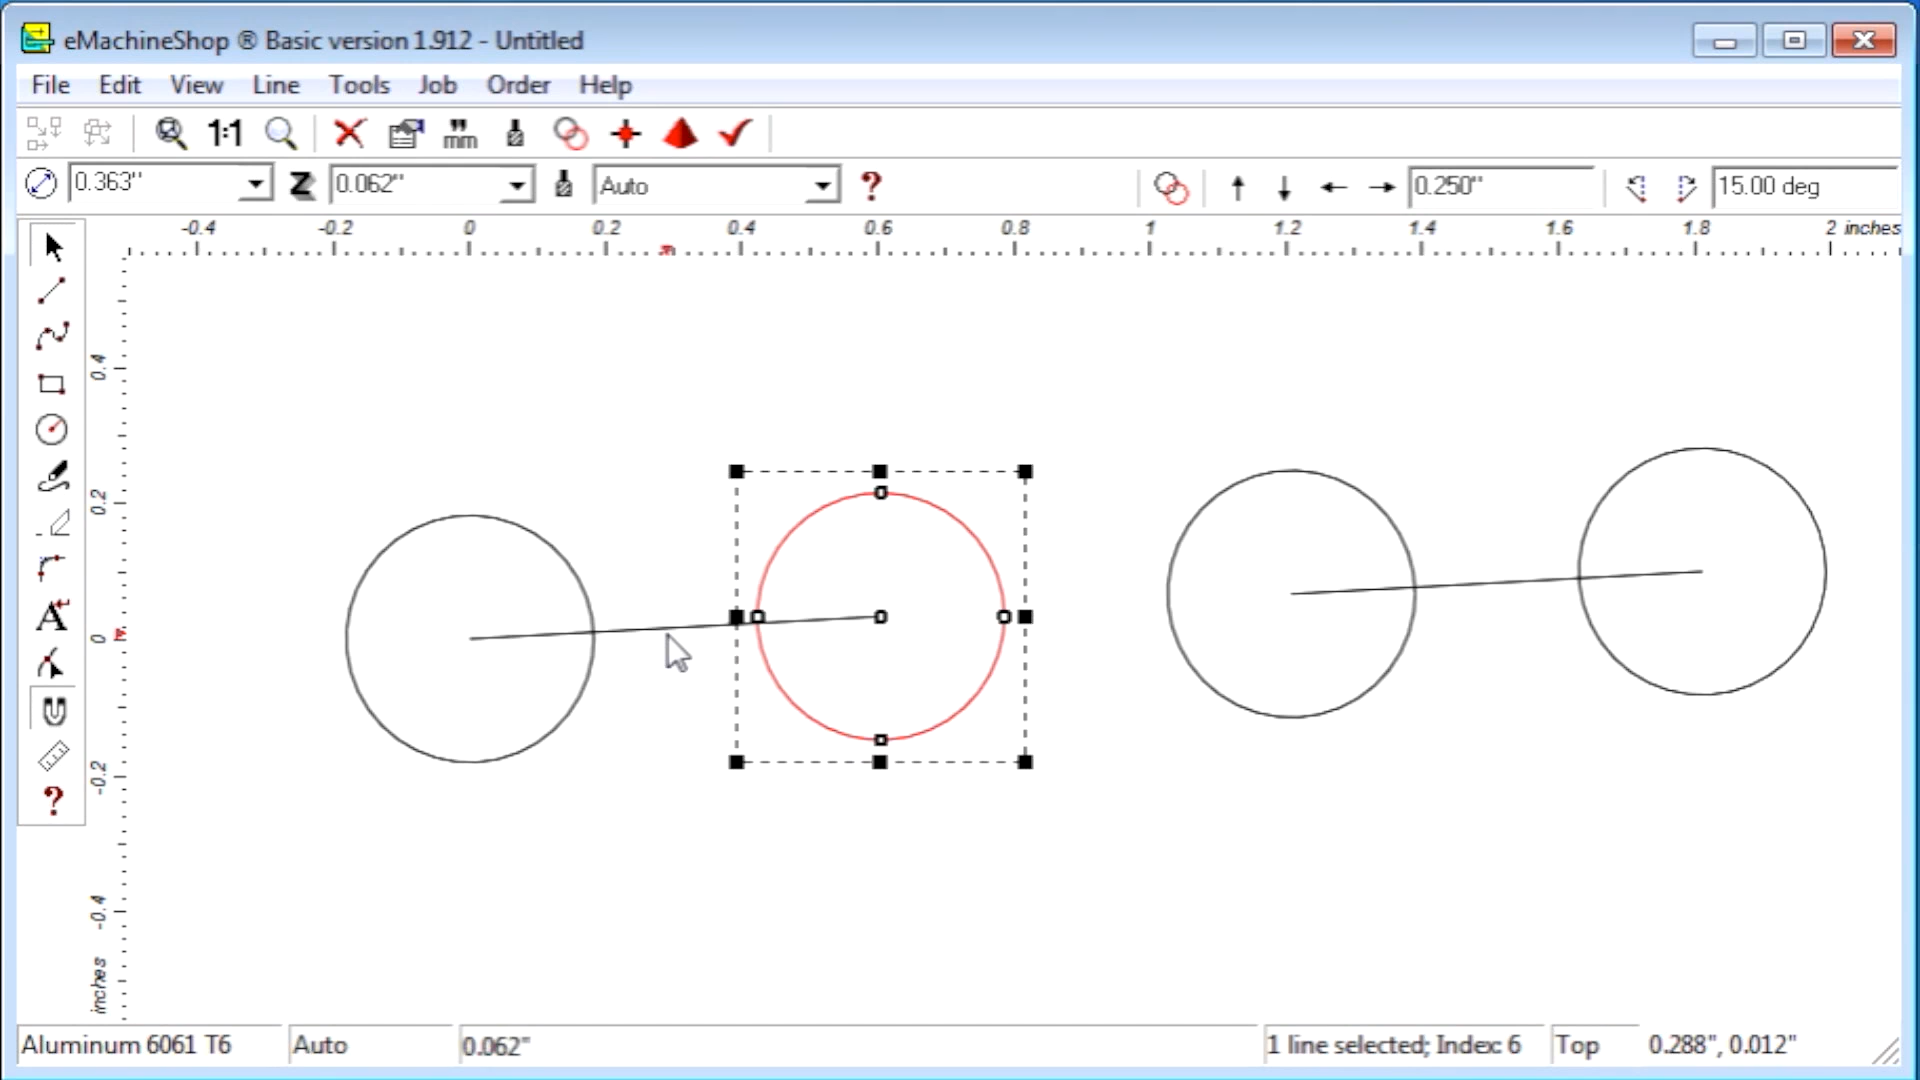 eMachineShop ® Basic version 1.912 - Untitled
File Edit View Line Tools Job Order Help
1:1 mm
0.363" Z 0.062" Auto ? 0.250" 15.00 deg
-0.4 -0.2 0 0.2 0.4 0.6 0.8 1 1.2 1.4 1.6 1.8 2 inches
0.4
0.2
0
-0.2
-0.4
inches
A
?
Aluminum 6061 T6 Auto 0.062" 1 line selected; Index 6 Top 0.288", 0.012"